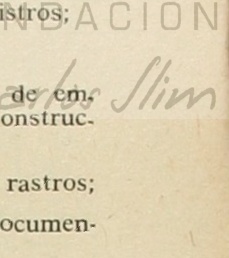 NDACION
istros;
Carlos Slim
de em-
onstruc-
rastros;
ocumen-